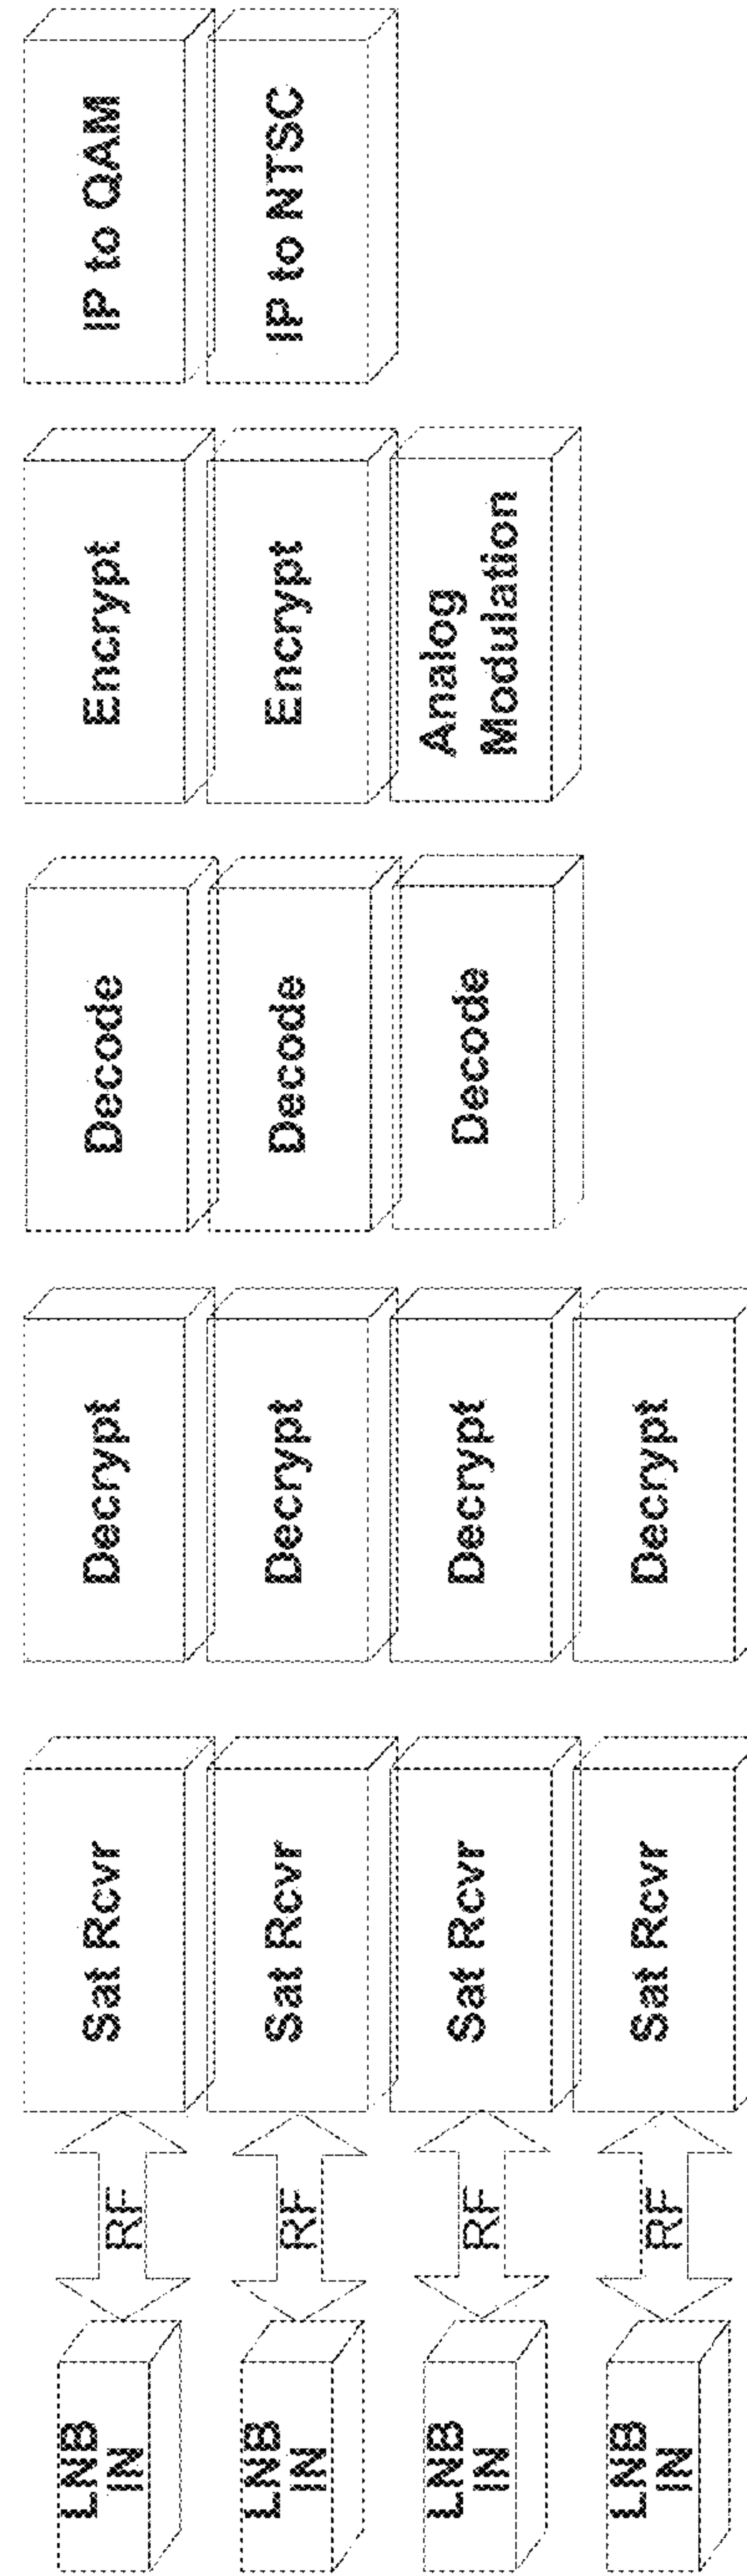 LNB
IN
RF
Sat Rcvr
Decrypt
Decode
Encrypt
IP to QAM
LNB
IN
RF
Sat Rcvr
Decrypt
Decode
Encrypt
IP to NTSC
LNB
IN
RF
Sat Rcvr
Decrypt
Decode
Analog
Modulation
LNB
IN
RF
Sat Rcvr
Decrypt